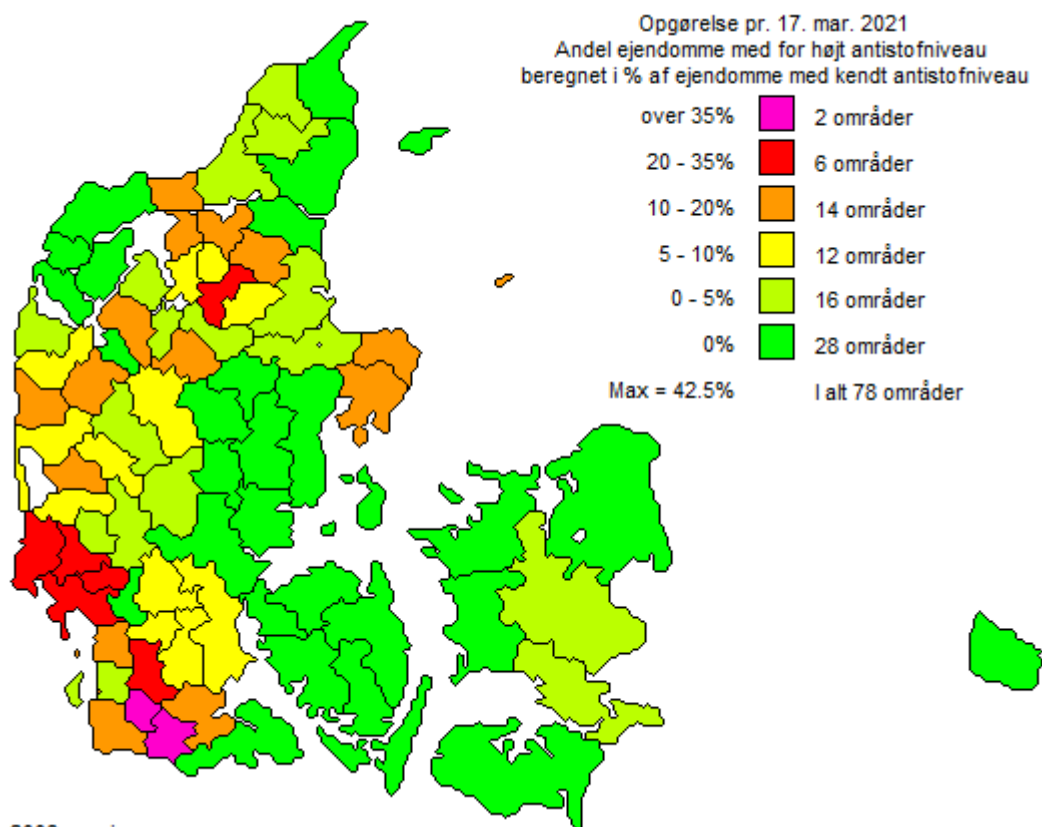 Opgørelse pr. 17. mar. 2021
Andel ejendomme med for højt antistofniveau
beregnet i % af ejendomme med kendt antistofniveau
over 35% 2 områder
20 - 35% 6 områder
10 - 20% 14 områder
5 - 10% 12 områder
0 - 5% 16 områder
0% 28 områder
Max = 42.5% I alt 78 områder